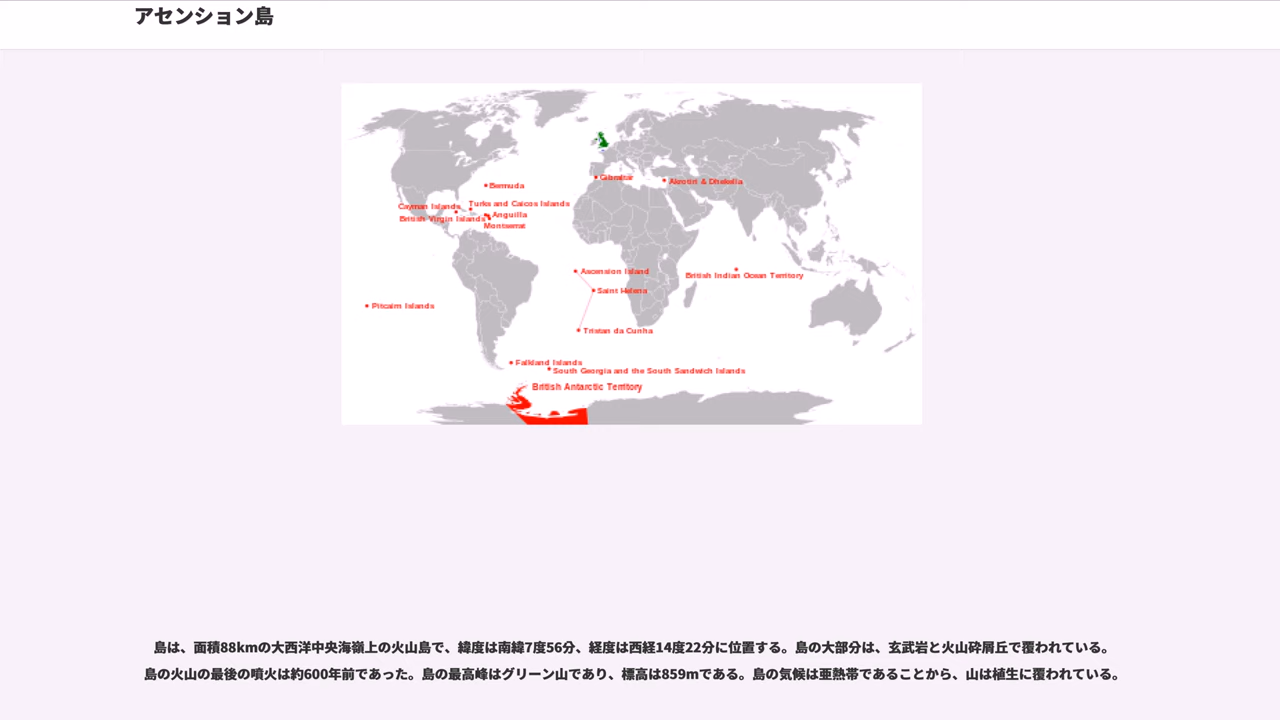 アセンション島
Bermuda
Gibraltar
Akrotiri & Dhekelia
Cayman Islands
Turks and Caicos Islands
British Virgin Islands
Anguilla
Montserrat
Ascension Island
British Indian Ocean Territory
Saint Helena
Pitcairn Islands
Tristan da Cunha
Falkland Islands
South Georgia and the South Sandwich Islands
British Antarctic Territory
島は、面積88kmの大西洋中央海嶺上の火山島で、緯度は南緯7度56分、経度は西経14度22分に位置する。島の大部分は、玄武岩と火山砕屑丘で覆われている。
島の火山の最後の噴火は約600年前であった。島の最高峰はグリーン山であり、標高は859mである。島の気候は亜熱帯であることから、山は植生に覆われている。